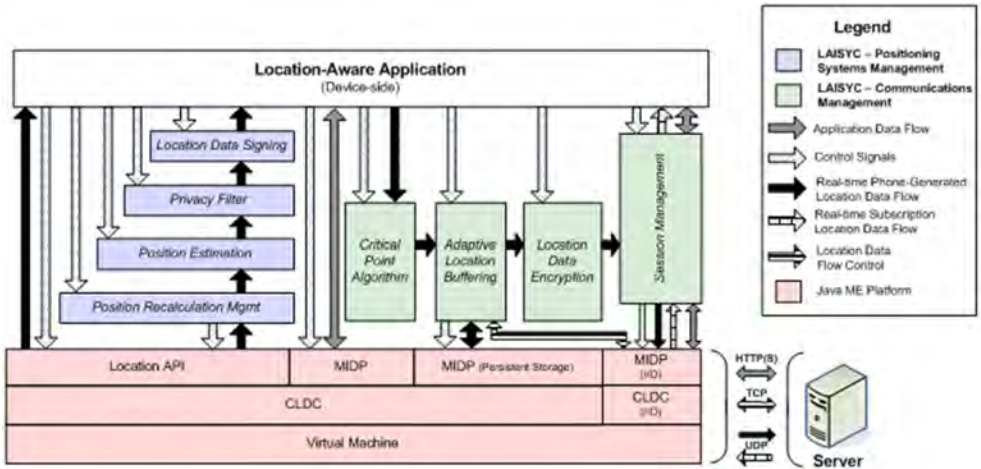 Legend
LAISYC – Positioning
Systems Management
LAISYC – Communications
Management
Application Data Flow
Control Signals
Real-time Phone-Generated
Location Data Flow
Real-time Subscription
Location Data Flow
Location Data
Flow Control
Java ME Platform
Location-Aware Application
(Device-side)
Location Data Signing
Privacy Filter
Position Estimation
Position Recalculation Mgmt
Critical
Point
Algorithm
Adaptive
Location
Buffering
Location
Data
Encryption
Session Management
Location API
MIDP
MIDP (Persistent Storage)
MIDP
(I/O)
CLDC
CLDC
(I/O)
Virtual Machine
HTTP(S)
TCP
UDP
Server